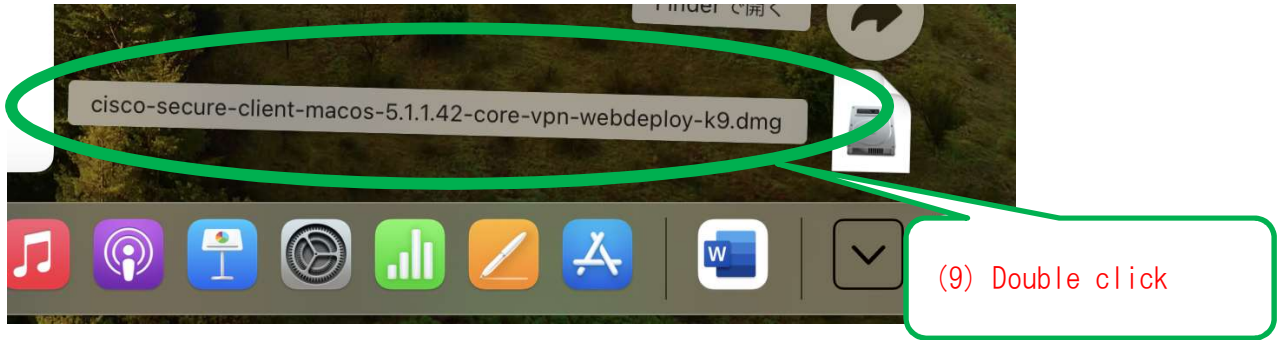 Finder で開く
cisco-secure-client-macos-5.1.1.42-core-vpn-webdeploy-k9.dmg
W
(9) Double click